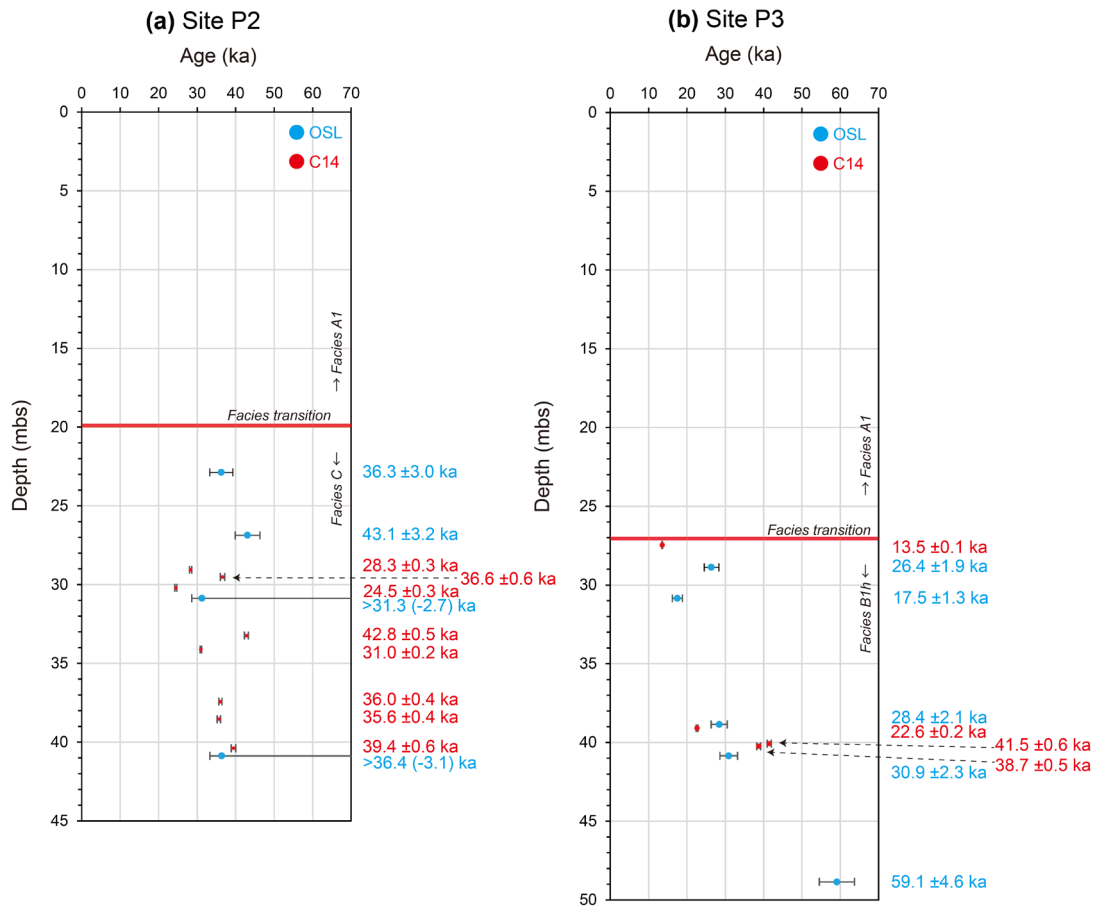 (a) Site P2
Age (ka)
0 10 20 30 40 50 60 70
0
5
10
15
20
25
30
35
40
45
Depth (mbs)
OSL
C14
→ Facies A1
Facies transition
Facies C ←
36.3 ±3.0 ka
43.1 ±3.2 ka
28.3 ±0.3 ka
36.6 ±0.6 ka
24.5 ±0.3 ka
>31.3 (-2.7) ka
42.8 ±0.5 ka
31.0 ±0.2 ka
36.0 ±0.4 ka
35.6 ±0.4 ka
39.4 ±0.6 ka
>36.4 (-3.1) ka
(b) Site P3
Age (ka)
0 10 20 30 40 50 60 70
0
5
10
15
20
25
30
35
40
45
50
Depth (mbs)
OSL
C14
→ Facies A1
Facies transition
Facies B1h ←
13.5 ±0.1 ka
26.4 ±1.9 ka
17.5 ±1.3 ka
28.4 ±2.1 ka
22.6 ±0.2 ka
41.5 ±0.6 ka
38.7 ±0.5 ka
30.9 ±2.3 ka
59.1 ±4.6 ka